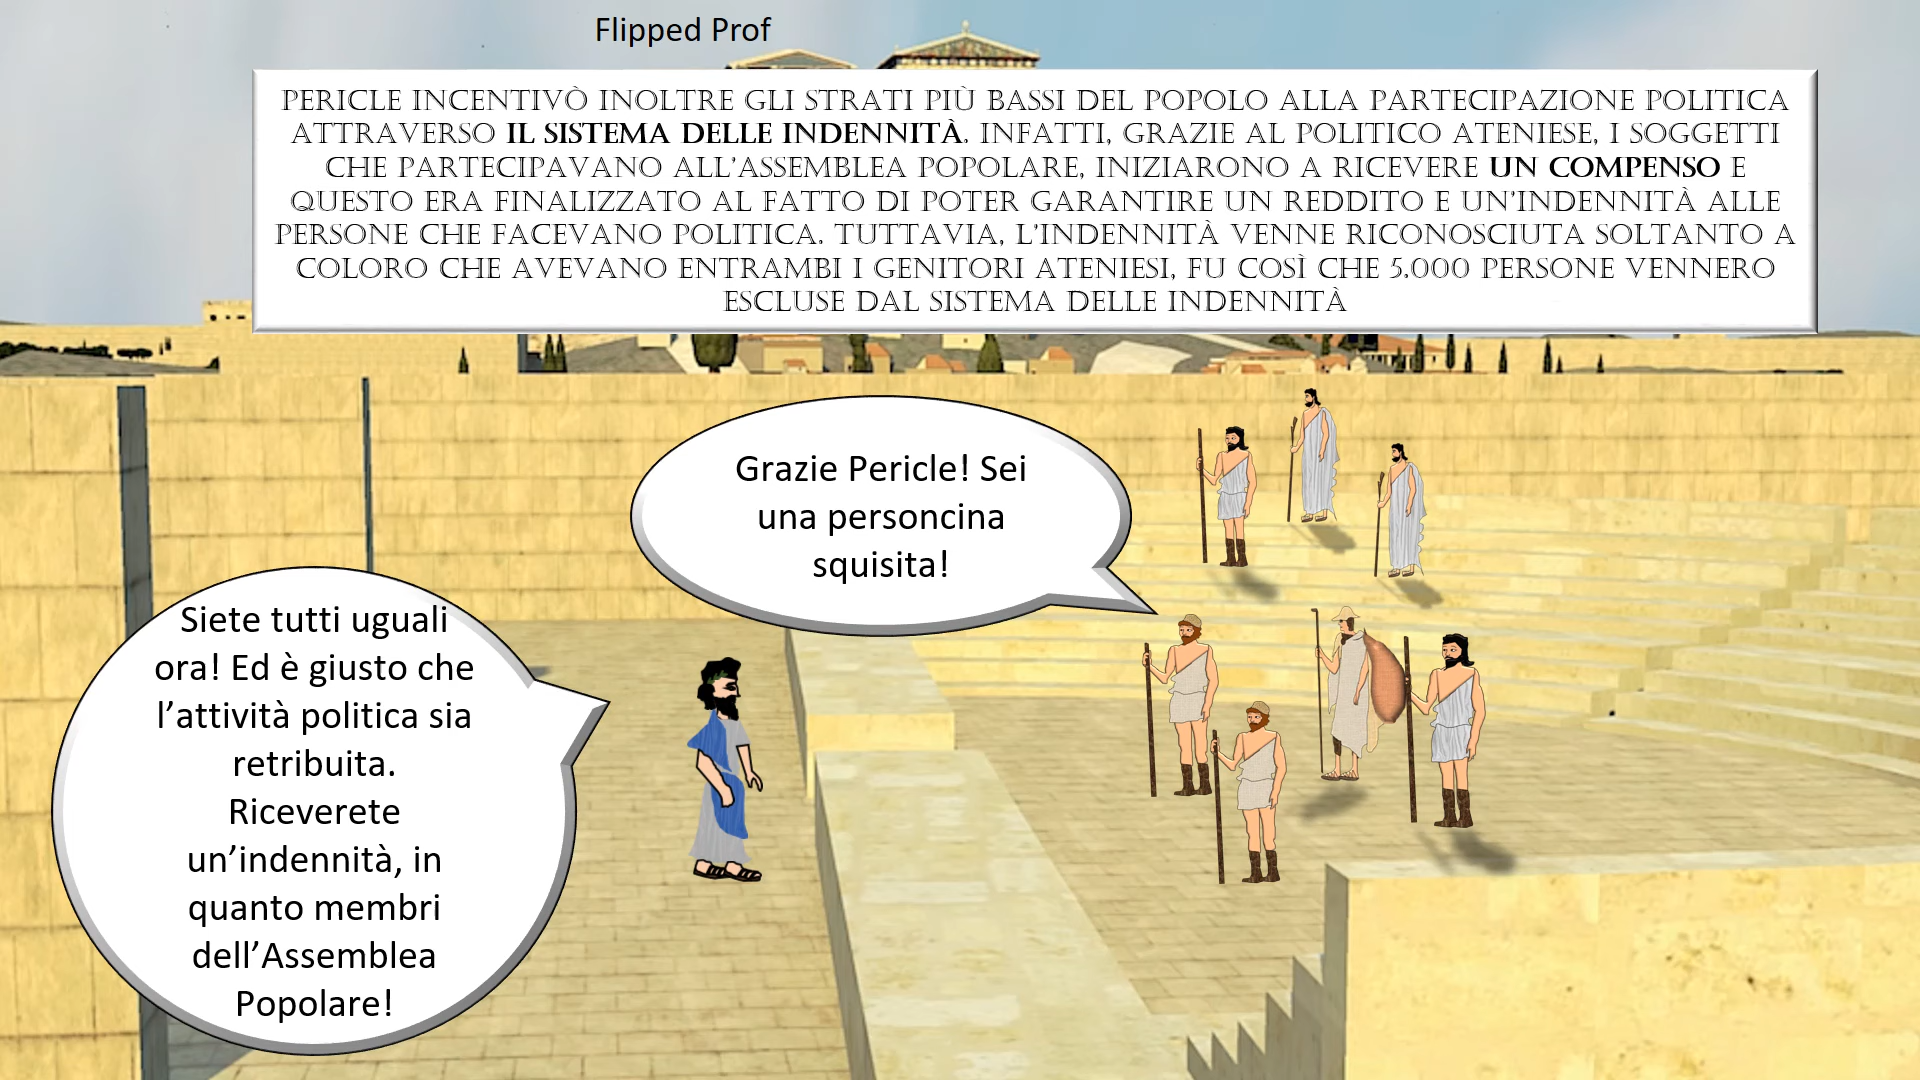 Flipped Prof
PERICLE INCENTIVÒ INOLTRE GLI STRATI PIÙ BASSI DEL POPOLO ALLA PARTECIPAZIONE POLITICA
ATTRAVERSO IL SISTEMA DELLE INDENNITÀ. INFATTI, GRAZIE AL POLITICO ATENIESE, I SOGGETTI
CHE PARTECIPAVANO ALL'ASSEMBLEA POPOLARE, INIZIARONO A RICEVERE UN COMPENSO E
QUESTO ERA FINALIZZATO AL FATTO DI POTER GARANTIRE UN REDDITO E UN'INDENNITÀ ALLE
PERSONE CHE FACEVANO POLITICA. TUTTAVIA, L'INDENNITÀ VENNE RICONOSCIUTA SOLTANTO A
COLORO CHE AVEVANO ENTRAMBI I GENITORI ATENIESI, FU COSÌ CHE 5.000 PERSONE VENNERO
ESCLUSE DAL SISTEMA DELLE INDENNITÀ
Grazie Pericle! Sei
una personcina
squisita!
Siete tutti uguali
ora! Ed è giusto che
l'attività politica sia
retribuita.
Riceverete
un'indennità, in
quanto membri
dell'Assemblea
Popolare!